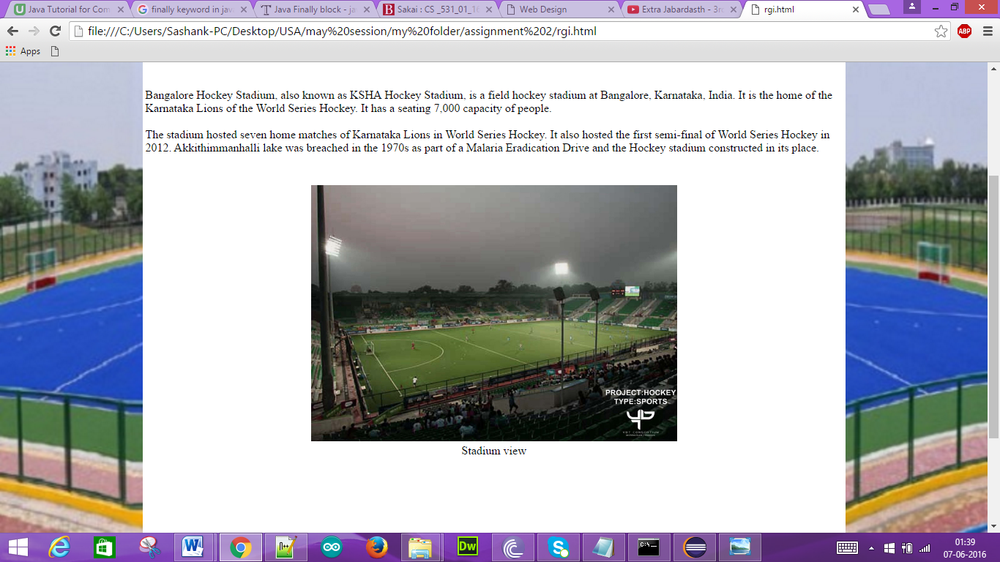 Java Tutorial for Com
finally keyword in java
Java Finally block - ja
Sakai : CS _531_01_16
Web Design
Extra Jabardasth - 3rd
rgi.html
file:///C:/Users/Sashank-PC/Desktop/USA/may%20session/my%20folder/assignment%202/rgi.html
ABP
Apps
Bangalore Hockey Stadium, also known as KSHA Hockey Stadium, is a field hockey stadium at Bangalore, Karnataka, India. It is the home of the
Karnataka Lions of the World Series Hockey. It has a seating 7,000 capacity of people.
The stadium hosted seven home matches of Karnataka Lions in World Series Hockey. It also hosted the first semi-final of World Series Hockey in
2012. Akkithimmanhalli lake was breached in the 1970s as part of a Malaria Eradication Drive and the Hockey stadium constructed in its place.
PROJECT:HOCKEY
TYPE:SPORTS
Stadium view
Dw
C:\
01:39
07-06-2016